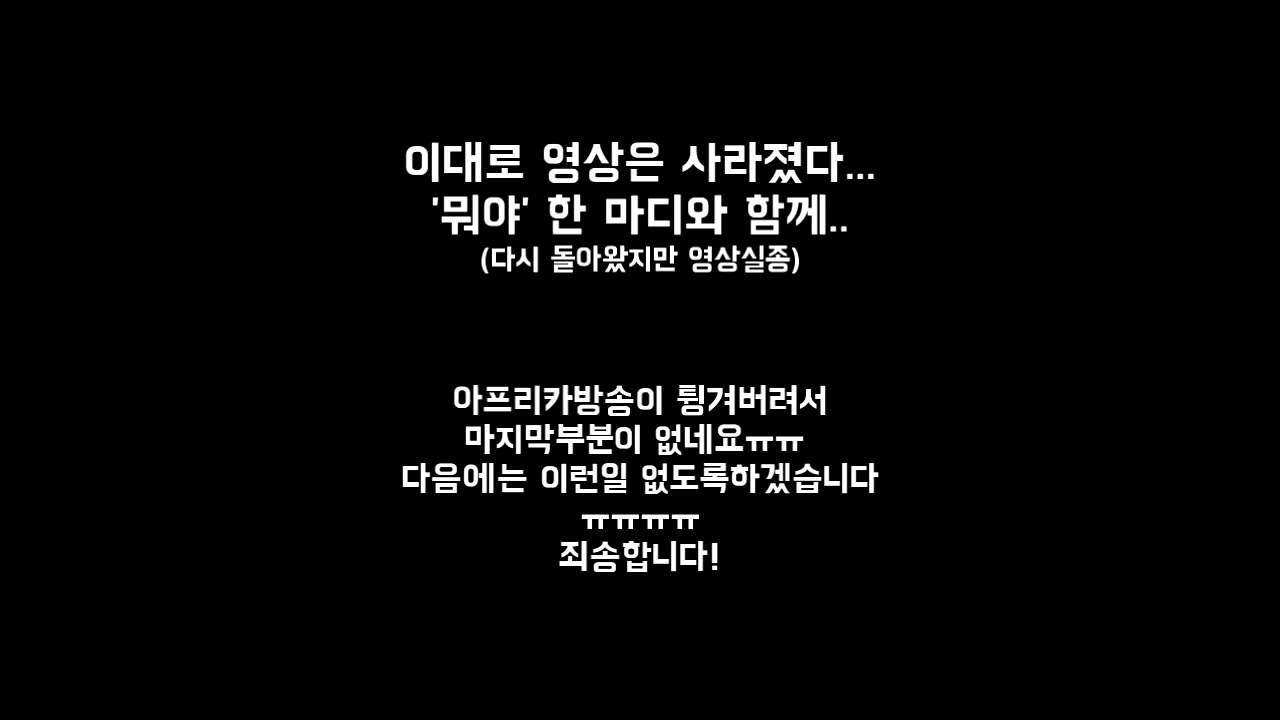 이대로 영상은 사라졌다...
'뭐야' 한 마디와 함께..
(다시 돌아왔지만 영상실종)
아프리카방송이 튕겨버려서
마지막부분이 없네요ㅠㅠ
다음에는 이런일 없도록하겠습니다
ㅠㅠㅠㅠ
죄송합니다!